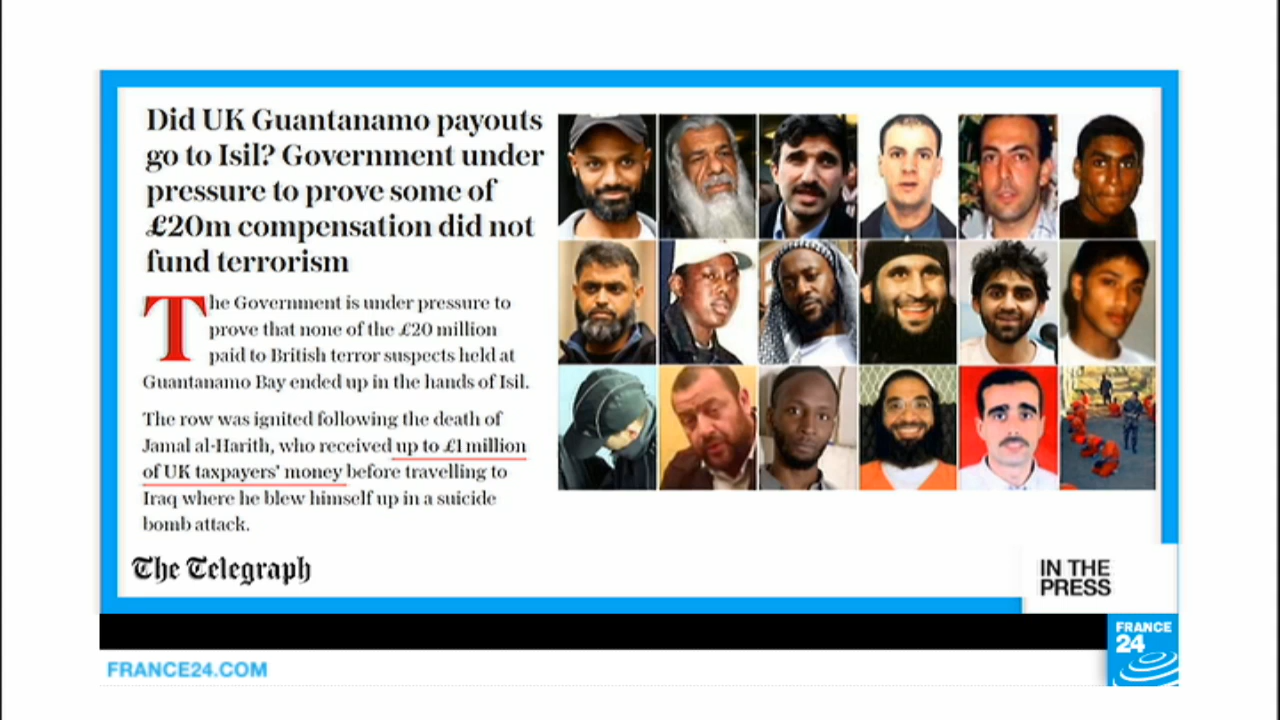 Did UK Guantanamo payouts
go to Isil? Government under
pressure to prove some of
£20m compensation did not
fund terrorism
The Government is under pressure to
prove that none of the £20 million
paid to British terror suspects held at
Guantanamo Bay ended up in the hands of Isil.
The row was ignited following the death of
Jamal al-Harith, who received up to £1 million
of UK taxpayers' money before travelling to
Iraq where he blew himself up in a suicide
bomb attack.
The Telegraph
IN THE
PRESS
FRANCE
24
FRANCE24.COM